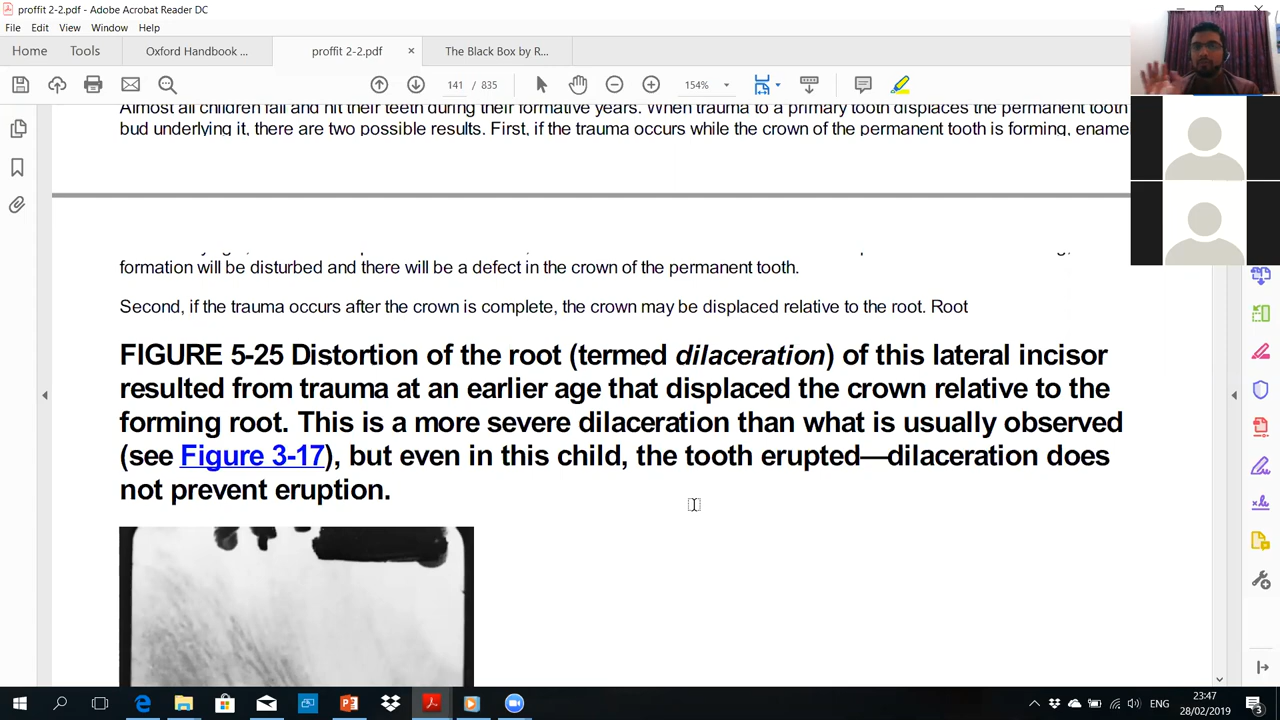 proffit 2-2.pdf - Adobe Acrobat Reader DC
File Edit View Window Help
Home Tools Oxford Handbook ... proffit 2-2.pdf × The Black Box by R...
141 / 835 154%
Almost all children fall and hit their teeth during their formative years. When trauma to a primary tooth displaces the permanent tooth
bud underlying it, there are two possible results. First, if the trauma occurs while the crown of the permanent tooth is forming, ename
formation will be disturbed and there will be a defect in the crown of the permanent tooth.
Second, if the trauma occurs after the crown is complete, the crown may be displaced relative to the root. Root
FIGURE 5-25 Distortion of the root (termed dilaceration) of this lateral incisor
resulted from trauma at an earlier age that displaced the crown relative to the
forming root. This is a more severe dilaceration than what is usually observed
(see Figure 3-17), but even in this child, the tooth erupted—dilaceration does
not prevent eruption.
ENG
23:47
28/02/2019
3